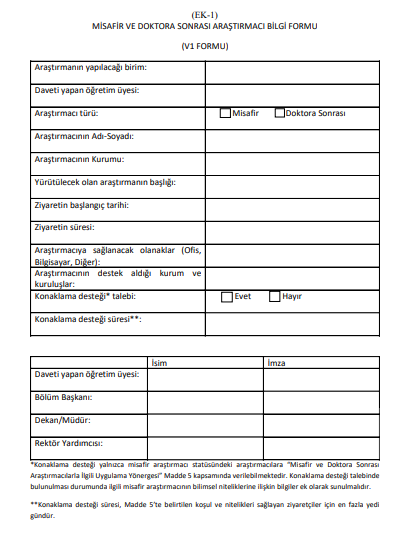 (EK-1)
MİSAFİR VE DOKTORA SONRASI ARAŞTIRMACI BİLGİ FORMU
(V1 FORMU)
Araştırmanın yapılacağı birim:
Daveti yapan öğretim üyesi:
Araştırmacı türü: Misafir Doktora Sonrası
Araştırmacının Adı-Soyadı:
Araştırmacının Kurumu:
Yürütülecek olan araştırmanın başlığı:
Ziyaretin başlangıç tarihi:
Ziyaretin süresi:
Araştırmacıya sağlanacak olanaklar (Ofis,
Bilgisayar, Diğer):
Araştırmacının destek aldığı kurum ve
kuruluşlar:
Konaklama desteği* talebi: Evet Hayır
Konaklama desteği süresi**:
İsim İmza
Daveti yapan öğretim üyesi:
Bölüm Başkanı:
Dekan/Müdür:
Rektör Yardımcısı:
*Konaklama desteği yalnızca misafir araştırmacı statüsündeki araştırmacılara "Misafir ve Doktora Sonrası
Araştırmacılarla İlgili Uygulama Yönergesi" Madde 5 kapsamında verilebilmektedir. Konaklama desteği talebinde
bulunulması durumunda ilgili misafir araştırmacının bilimsel niteliklerine ilişkin bilgiler ek olarak sunulmalıdır.
**Konaklama desteği süresi, Madde 5'te belirtilen koşul ve nitelikleri sağlayan ziyaretçiler için en fazla yedi
gündür.